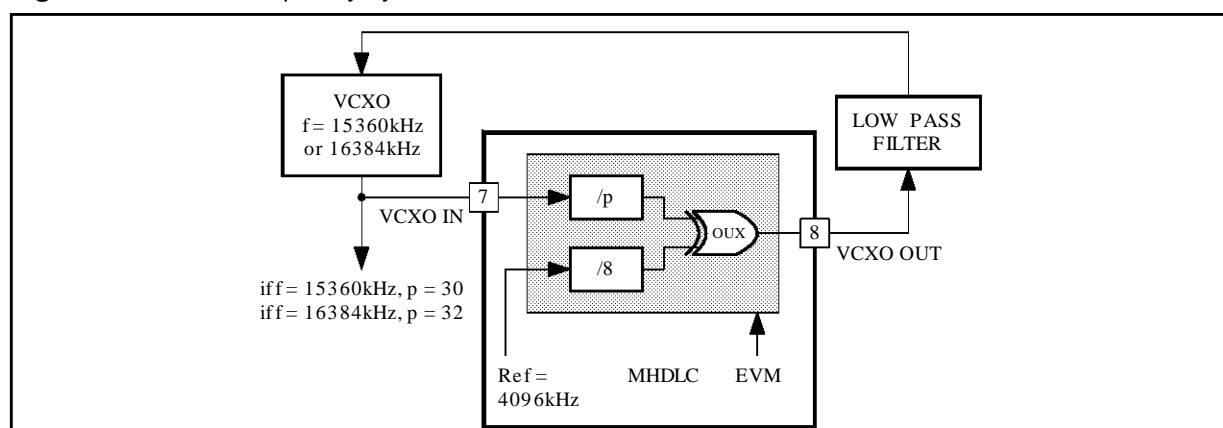 VCXO
f = 15360kHz
or 16384kHz
LOW PASS
FILTER
7
/p
VCXO IN
OUX
8
VCXO OUT
/8
if f = 15360kHz, p = 30
if f = 16384kHz, p = 32
Ref =
4096kHz
MHDLC
EVM